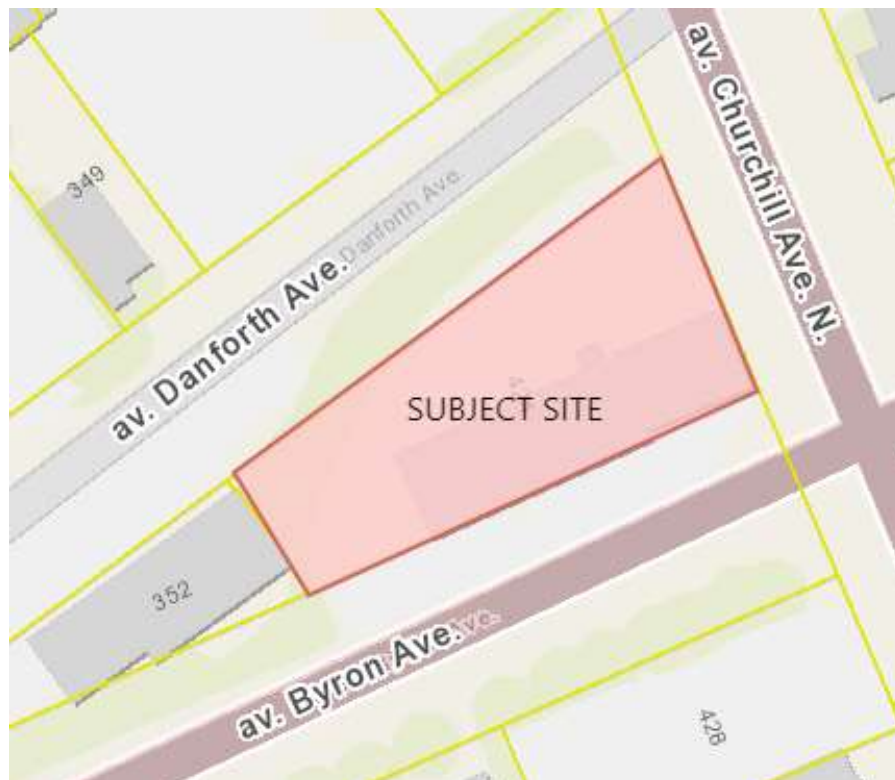 av. Churchill Ave. N.
349
Danforth Ave.
av. Danforth Ave.
SUBJECT SITE
352
av. Byron Ave.
Ave.
428